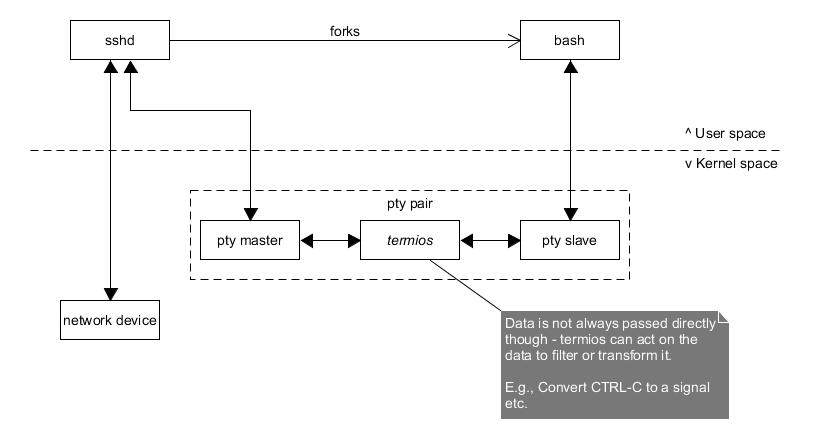 sshd
forks
bash
^ User space
v Kernel space
pty pair
pty master
termios
pty slave
network device
Data is not always passed directly
though - termios can act on the
data to filter or transform it.
E.g., Convert CTRL-C to a signal
etc.